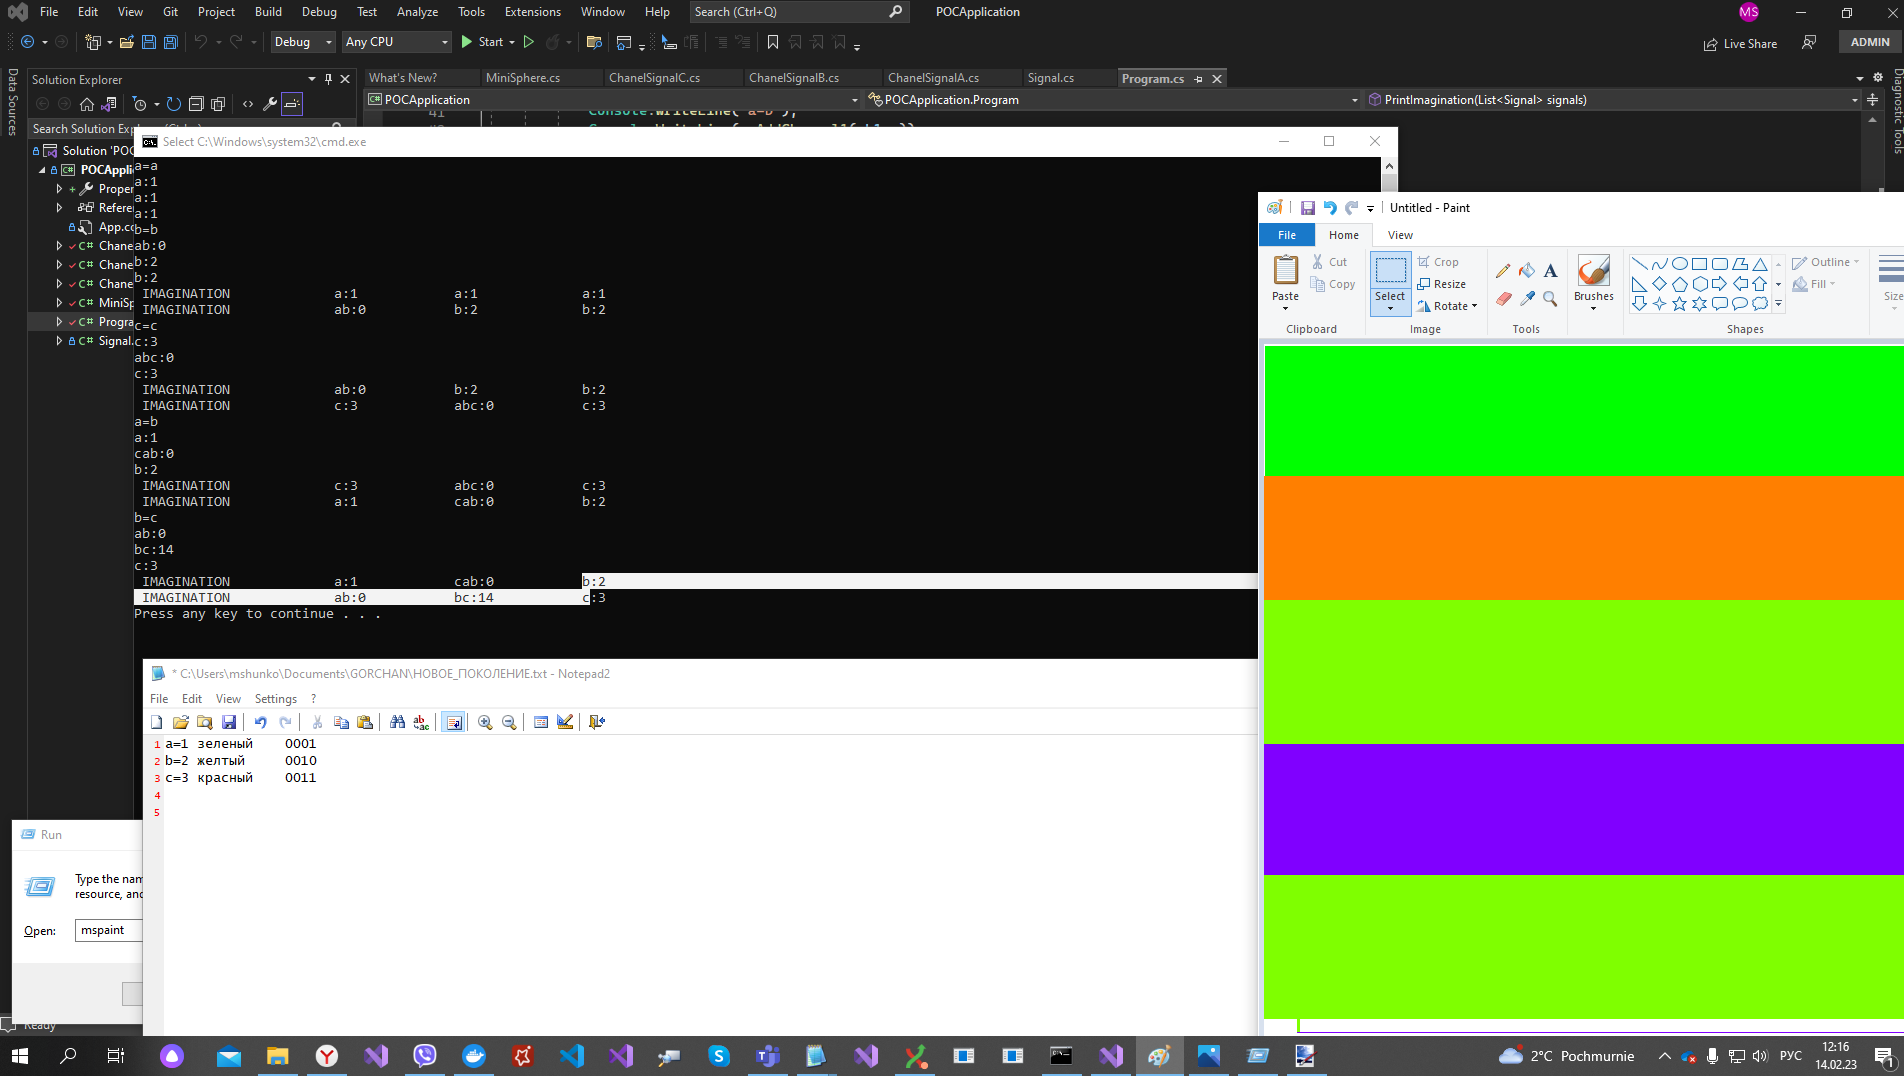 File Edit View Git Project Build Debug Test Analyze Tools Extensions Window Help Search (Ctrl+Q) POCApplication MS
Debug Any CPU Start Live Share ADMIN
Data Sources
Solution Explorer
What's New? MiniSphere.cs ChanelSignalC.cs ChanelSignalB.cs ChanelSignalA.cs Signal.cs Program.cs
Diagnostic Tools
POCApplication POCApplication.Program PrintImagination(List<Signal> signals)
41
Search Solution
Solution 'POC
POCAppli
Proper
Refere
App.co
Chane
Chane
Chane
MiniSp
Progra
Signal.
Select C:\Windows\system32\cmd.exe
a=a
a:1
a:1
a:1
b=b
ab:0
b:2
b:2
IMAGINATION a:1 a:1 a:1
IMAGINATION ab:0 b:2 b:2
c=c
c:3
abc:0
c:3
IMAGINATION ab:0 b:2 b:2
IMAGINATION c:3 abc:0 c:3
a=b
a:1
cab:0
b:2
IMAGINATION c:3 abc:0 c:3
IMAGINATION a:1 cab:0 b:2
b=c
ab:0
bc:14
c:3
IMAGINATION a:1 cab:0 b:2
IMAGINATION ab:0 bc:14 c:3
Press any key to continue . . .
Untitled - Paint
File Home View
Paste Cut Copy
Select Crop Resize Rotate
Brushes
Outline Fill
Size
Clipboard Image Tools Shapes
* C:\Users\mshunko\Documents\GORCHAN\НОВОЕ_ПОКОЛЕНИЕ.txt - Notepad2
File Edit View Settings ?
1 a=1 зеленый 0001
2 b=2 желтый 0010
3 c=3 красный 0011
4
5
Run
Type the nam
resource, and
Open: mspaint
Ready
2°C Pochmurnie РУС 12:16
14.02.23
1